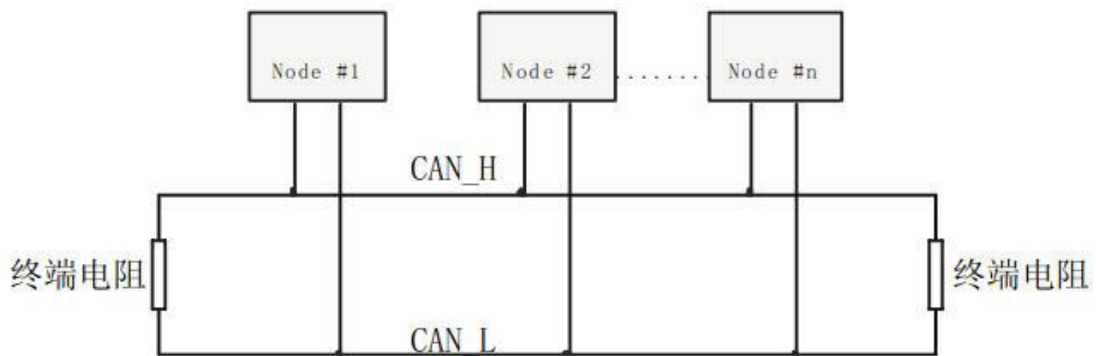 Node #1
Node #2
.......
Node #n
CAN_H
终端电阻
终端电阻
CAN_L